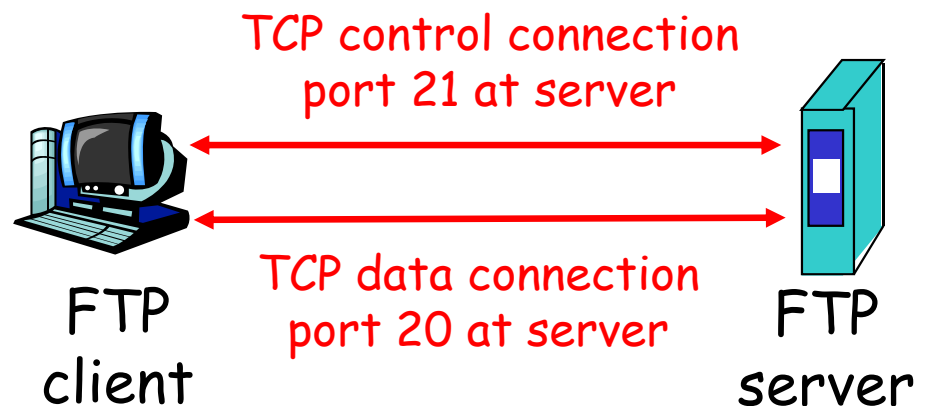 TCP control connection
port 21 at server
TCP data connection
port 20 at server
FTP
client
FTP
server